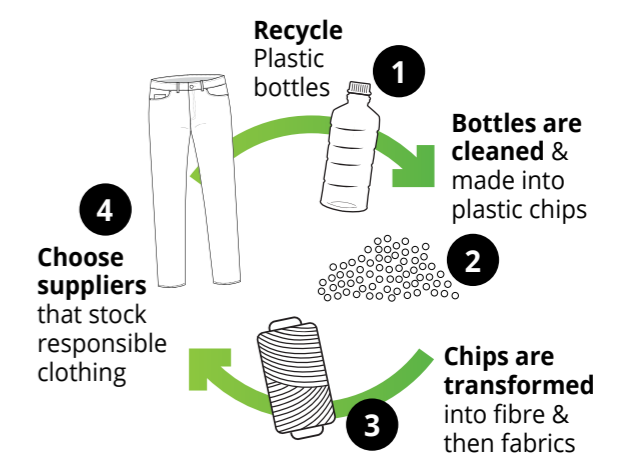 Recycle
Plastic
bottles
1
Bottles are
cleaned &
made into
plastic chips
2
Chips are
transformed
into fibre &
then fabrics
3
4
Choose
suppliers
that stock
responsible
clothing